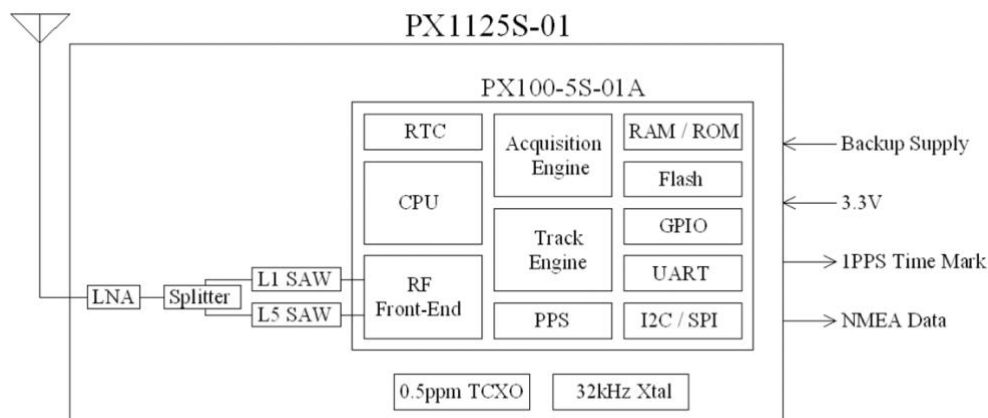 PX1125S-01
PX100-5S-01A
RTC
Acquisition
Engine
RAM / ROM
Backup Supply
CPU
Flash
3.3V
Track
Engine
GPIO
RF
Front-End
UART
1PPS Time Mark
LNA
Splitter
L1 SAW
L5 SAW
PPS
I2C / SPI
NMEA Data
0.5ppm TCXO
32kHz Xtal